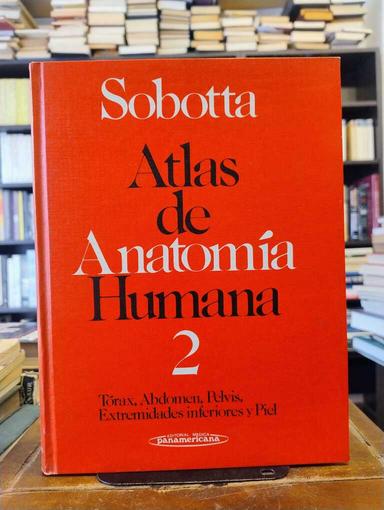 Sobotta
Atlas
de
Anatomía
Humana
2
Tórax, Abdomen, Pelvis,
Extremidades inferiores y Piel
EDITORIAL MEDICA
panamericana